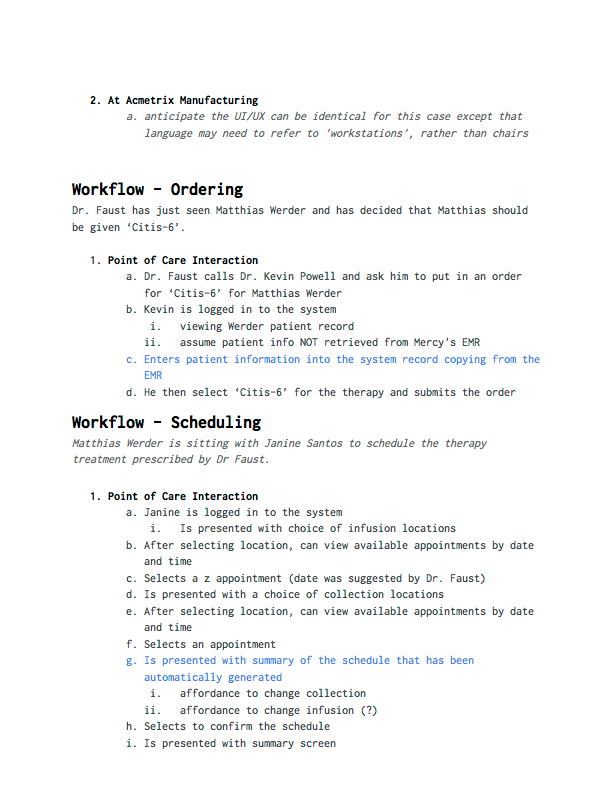 2. At Acmetrix Manufacturing
a. anticipate the UI/UX can be identical for this case except that
language may need to refer to 'workstations', rather than chairs
Workflow - Ordering
Dr. Faust has just seen Matthias Werder and has decided that Matthias should
be given ‘Citis-6’.
1. Point of Care Interaction
a. Dr. Faust calls Dr. Kevin Powell and ask him to put in an order
for ‘Citis-6’ for Matthias Werder
b. Kevin is logged in to the system
i. viewing Werder patient record
ii. assume patient info NOT retrieved from Mercy's EMR
c. Enters patient information into the system record copying from the
EMR
d. He then select ‘Citis-6’ for the therapy and submits the order
Workflow - Scheduling
Matthias Werder is sitting with Janine Santos to schedule the therapy
treatment prescribed by Dr Faust.
1. Point of Care Interaction
a. Janine is logged in to the system
i. Is presented with choice of infusion locations
b. After selecting location, can view available appointments by date
and time
c. Selects a z appointment (date was suggested by Dr. Faust)
d. Is presented with a choice of collection locations
e. After selecting location, can view available appointments by date
and time
f. Selects an appointment
g. Is presented with summary of the schedule that has been
automatically generated
i. affordance to change collection
ii. affordance to change infusion (?)
h. Selects to confirm the schedule
i. Is presented with summary screen